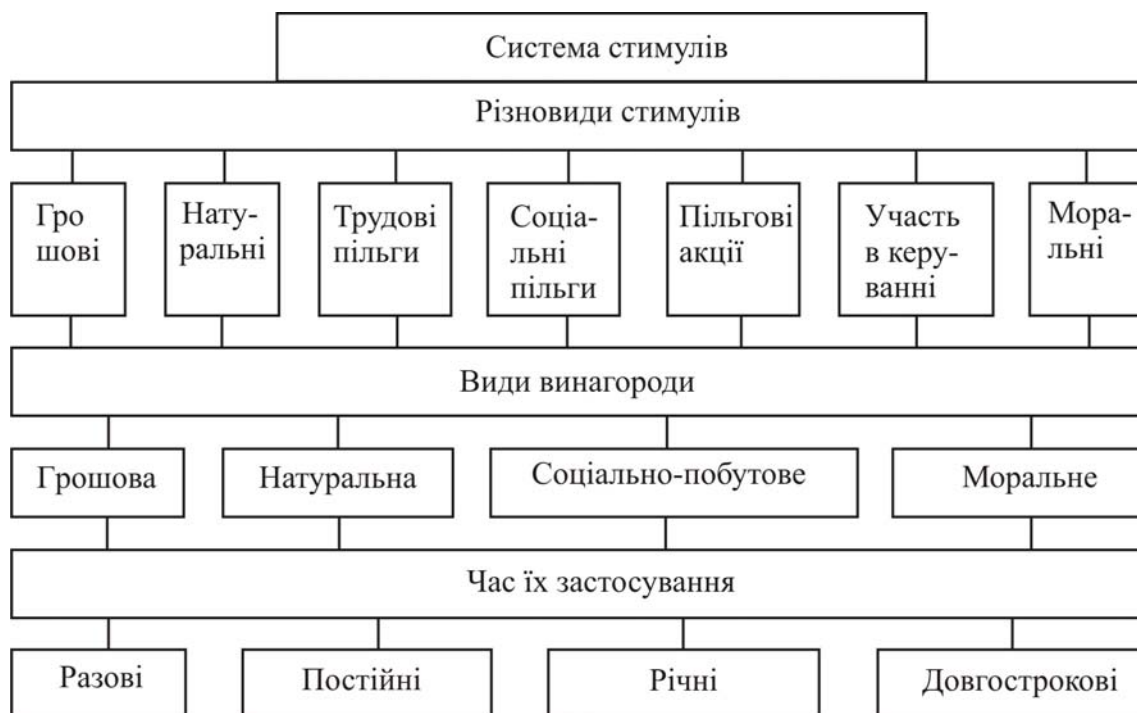 Система стимулів
Різновиди стимулів
Гро
шові
Нату-
ральні
Трудові
пільги
Соціа-
льні
пільги
Пільгові
акції
Участь
в керу-
ванні
Мора-
льні
Види винагороди
Грошова
Натуральна
Соціально-побутове
Моральне
Час їх застосування
Разові
Постійні
Річні
Довгострокові